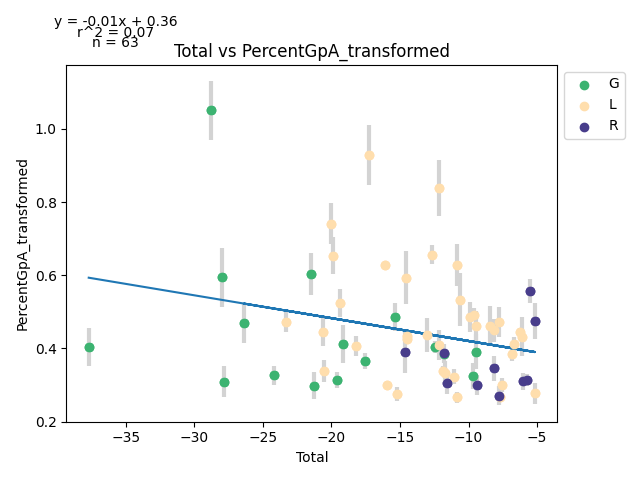 y = -0.01x + 0.36
r^2 = 0.07
n = 63
Total vs PercentGpA_transformed
G
L
R
PercentGpA_transformed
1.0
0.8
0.6
0.4
0.2
−35 −30 −25 −20 −15 −10 −5
Total